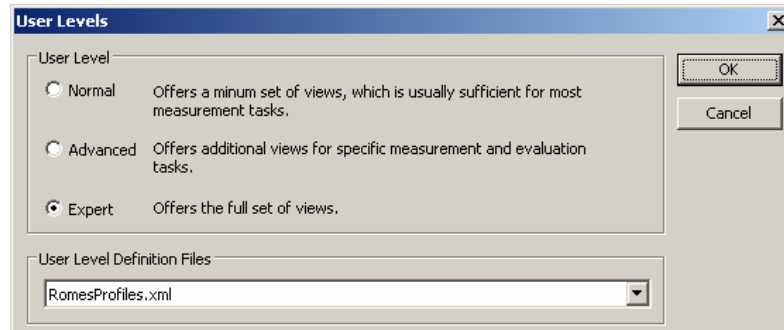 User Levels
User Level
Normal
Offers a minum set of views, which is usually sufficient for most
measurement tasks.
Advanced
Offers additional views for specific measurement and evaluation
tasks.
Expert
Offers the full set of views.
OK
Cancel
User Level Definition Files
RomesProfiles.xml